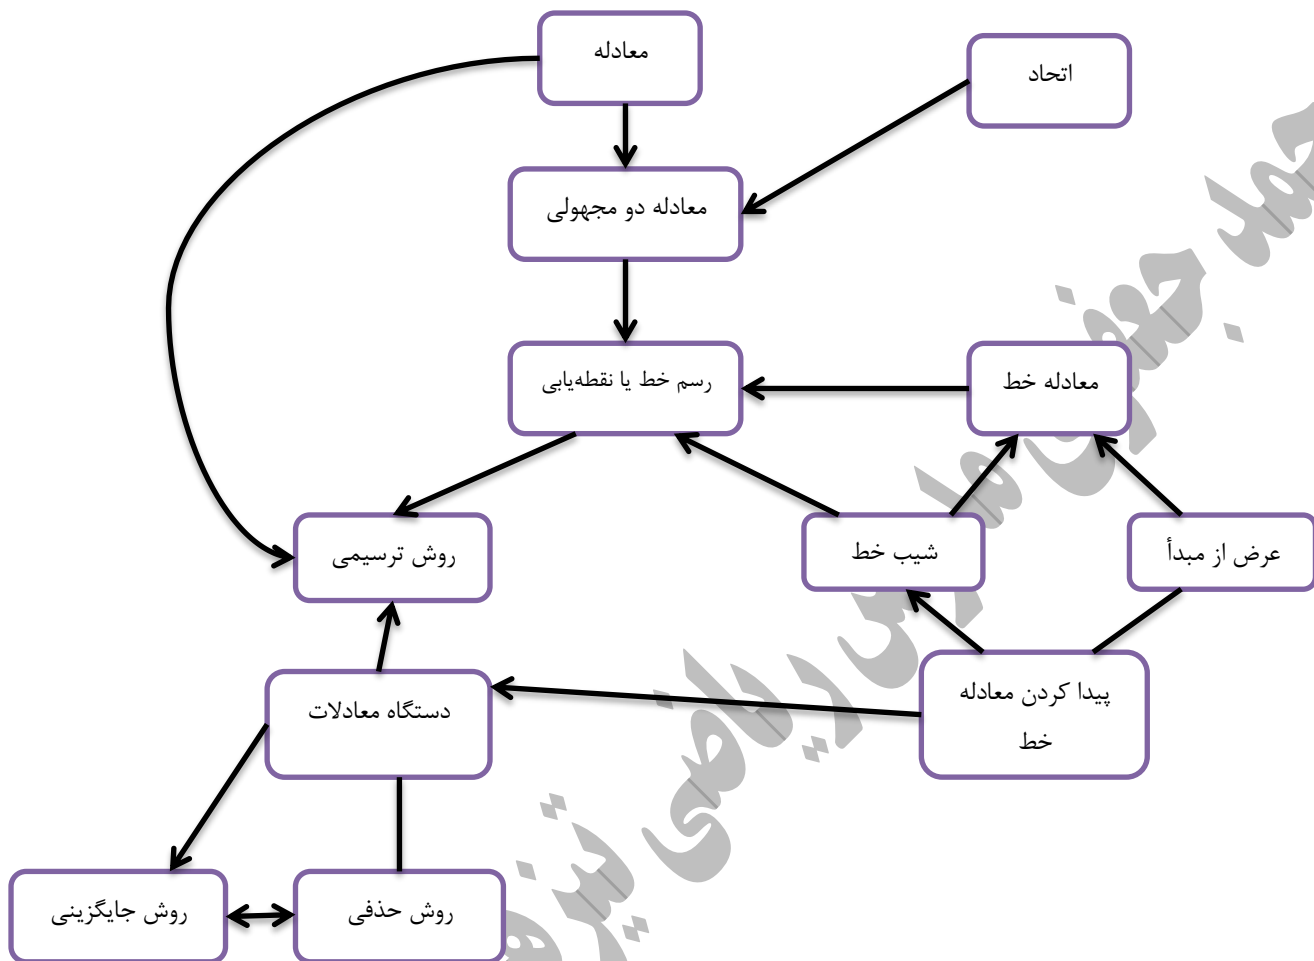 معادله
اتحاد
معادله دو مجهولی
رسم خط یا نقطه‌یابی
معادله خط
روش ترسیمی
شیب خط
عرض از مبدأ
دستگاه معادلات
پیدا کردن معادله
خط
روش جایگزینی
روش حذفی